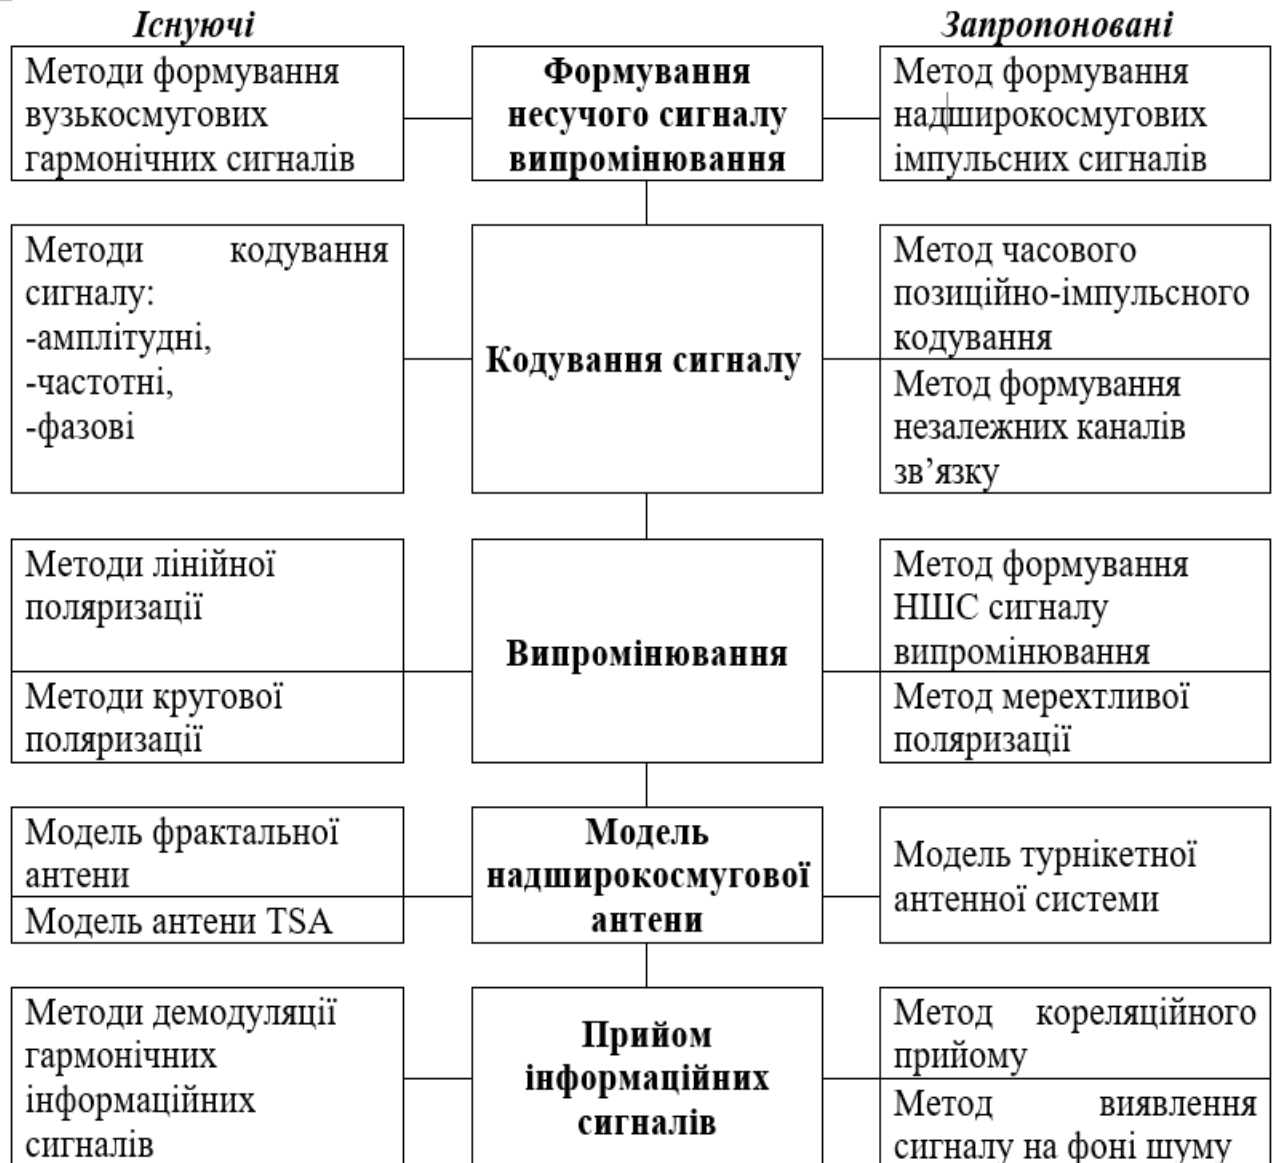 Існуючі
Запропоновані
Методи формування
вузькосмугових
гармонічних сигналів
Формування
несучого сигналу
випромінювання
Метод формування
надширокосмугових
імпульсних сигналів
Методи кодування
сигналу:
-амплітудні,
-частотні,
-фазові
Кодування сигналу
Метод часового
позиційно-імпульсного
кодування
Метод формування
незалежних каналів
зв’язку
Методи лінійної
поляризації
Методи кругової
поляризації
Випромінювання
Метод формування
НШС сигналу
випромінювання
Метод мерехтливої
поляризації
Модель фрактальної
антени
Модель антени TSA
Модель
надширокосмугової
антени
Модель турнікетної
антенної системи
Методи демодуляції
гармонічних
інформаційних
сигналів
Прийом
інформаційних
сигналів
Метод кореляційного
прийому
Метод виявлення
сигналу на фоні шуму